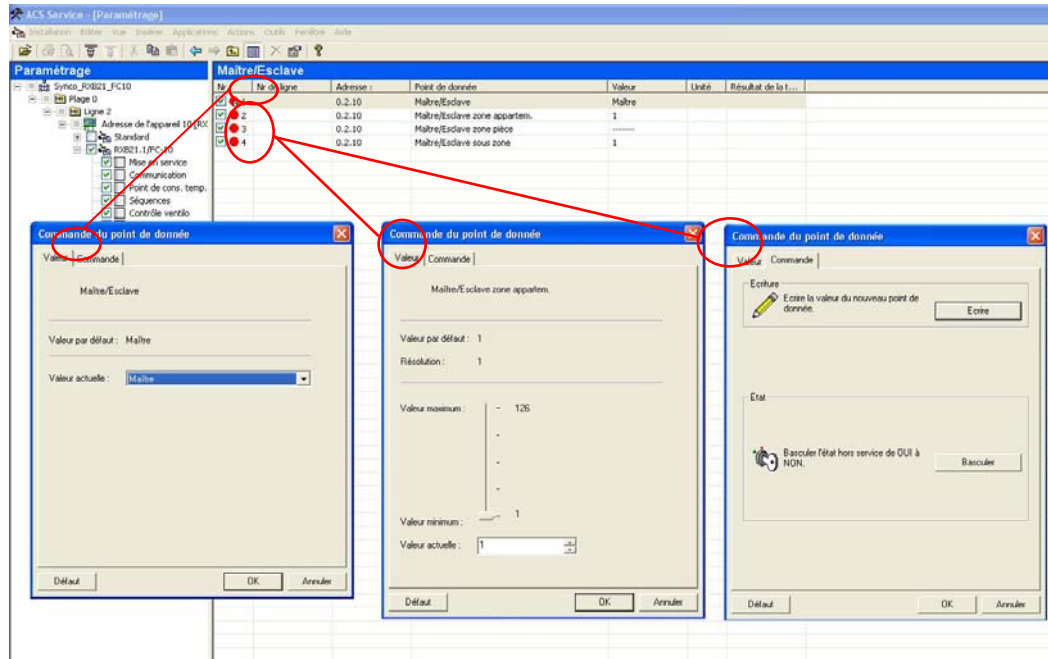 ACS Service - [Paramétrage]
Installation Editer Vue Insérer Applications Actions Outils Fenêtre Aide
Paramétrage
Synco_RXB21_FC10
Plage 0
Ligne 2
Adresse de l'appareil 10 [RX
Standard
RXB21.1/FC-10
Mise en service
Communication
Point de cons. temp.
Séquences
Contrôle ventilo
Maître/Esclave
Nr Nr de ligne Adresse : Point de donnée Valeur Unité Résultat de la t...
1 0.2.10 Maître/Esclave Maître
2 0.2.10 Maître/Esclave zone appartem. 1
3 0.2.10 Maître/Esclave zone pièce -------
4 0.2.10 Maître/Esclave sous zone 1
Commande du point de donnée
Valeur Commande
Maître/Esclave
Valeur par défaut : Maître
Valeur actuelle : Maître
Défaut OK Annuler
Commande du point de donnée
Valeur Commande
Maître/Esclave zone appartem.
Valeur par défaut : 1
Résolution : 1
Valeur maximum : 126
Valeur minimum : 1
Valeur actuelle : 1
Défaut OK Annuler
Commande du point de donnée
Valeur Commande
Ecriture
Ecrire la valeur du nouveau point de
donnée. Ecrire
Etat
Basculer l'état hors service de OUI à
NON. Basculer
Défaut OK Annuler